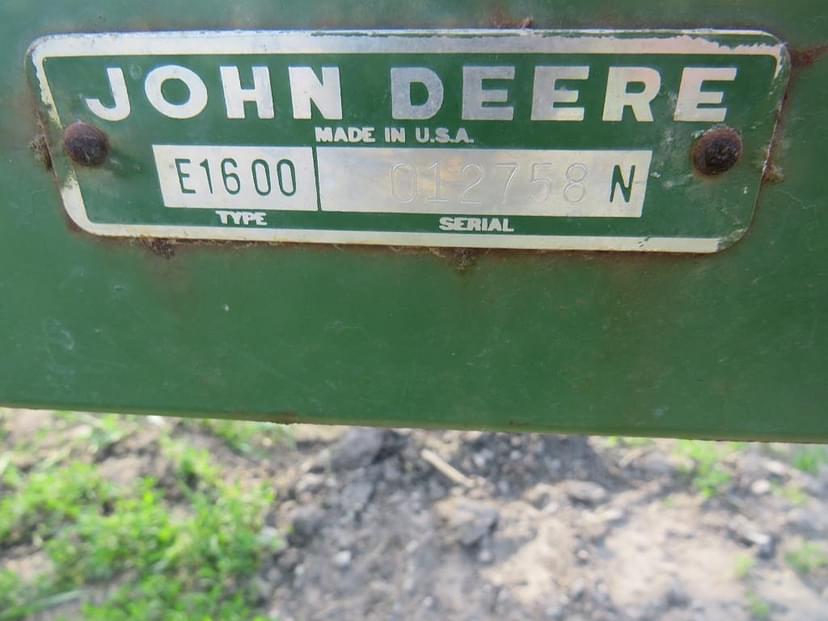 JOHN DEERE
MADE IN U.S.A.
E1600 012758 N
TYPE SERIAL